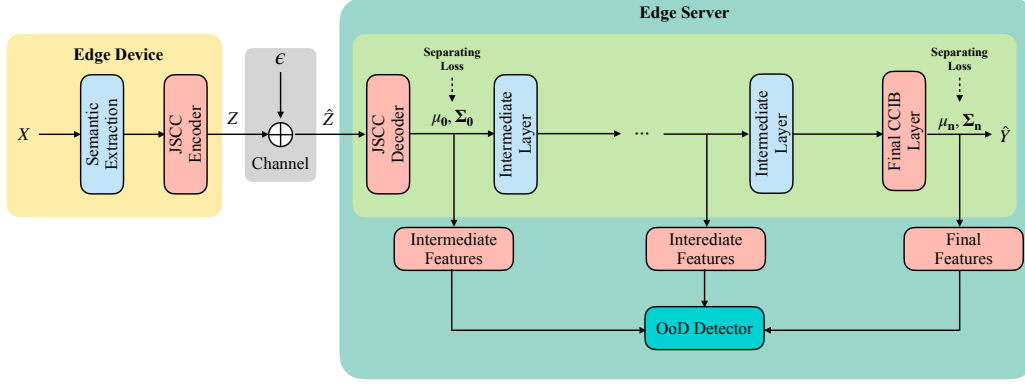 Edge Server
Edge Device
X
Semantic
Extraction
JSCC
Encoder
Z
ϵ
Channel
Ẑ
JSCC
Decoder
Separating
Loss
μ₀, Σ₀
Intermediate
Layer
...
Intermediate
Layer
Final CCIB
Layer
Separating
Loss
μₙ, Σₙ
Ŷ
Intermediate
Features
Interediate
Features
Final
Features
OoD Detector